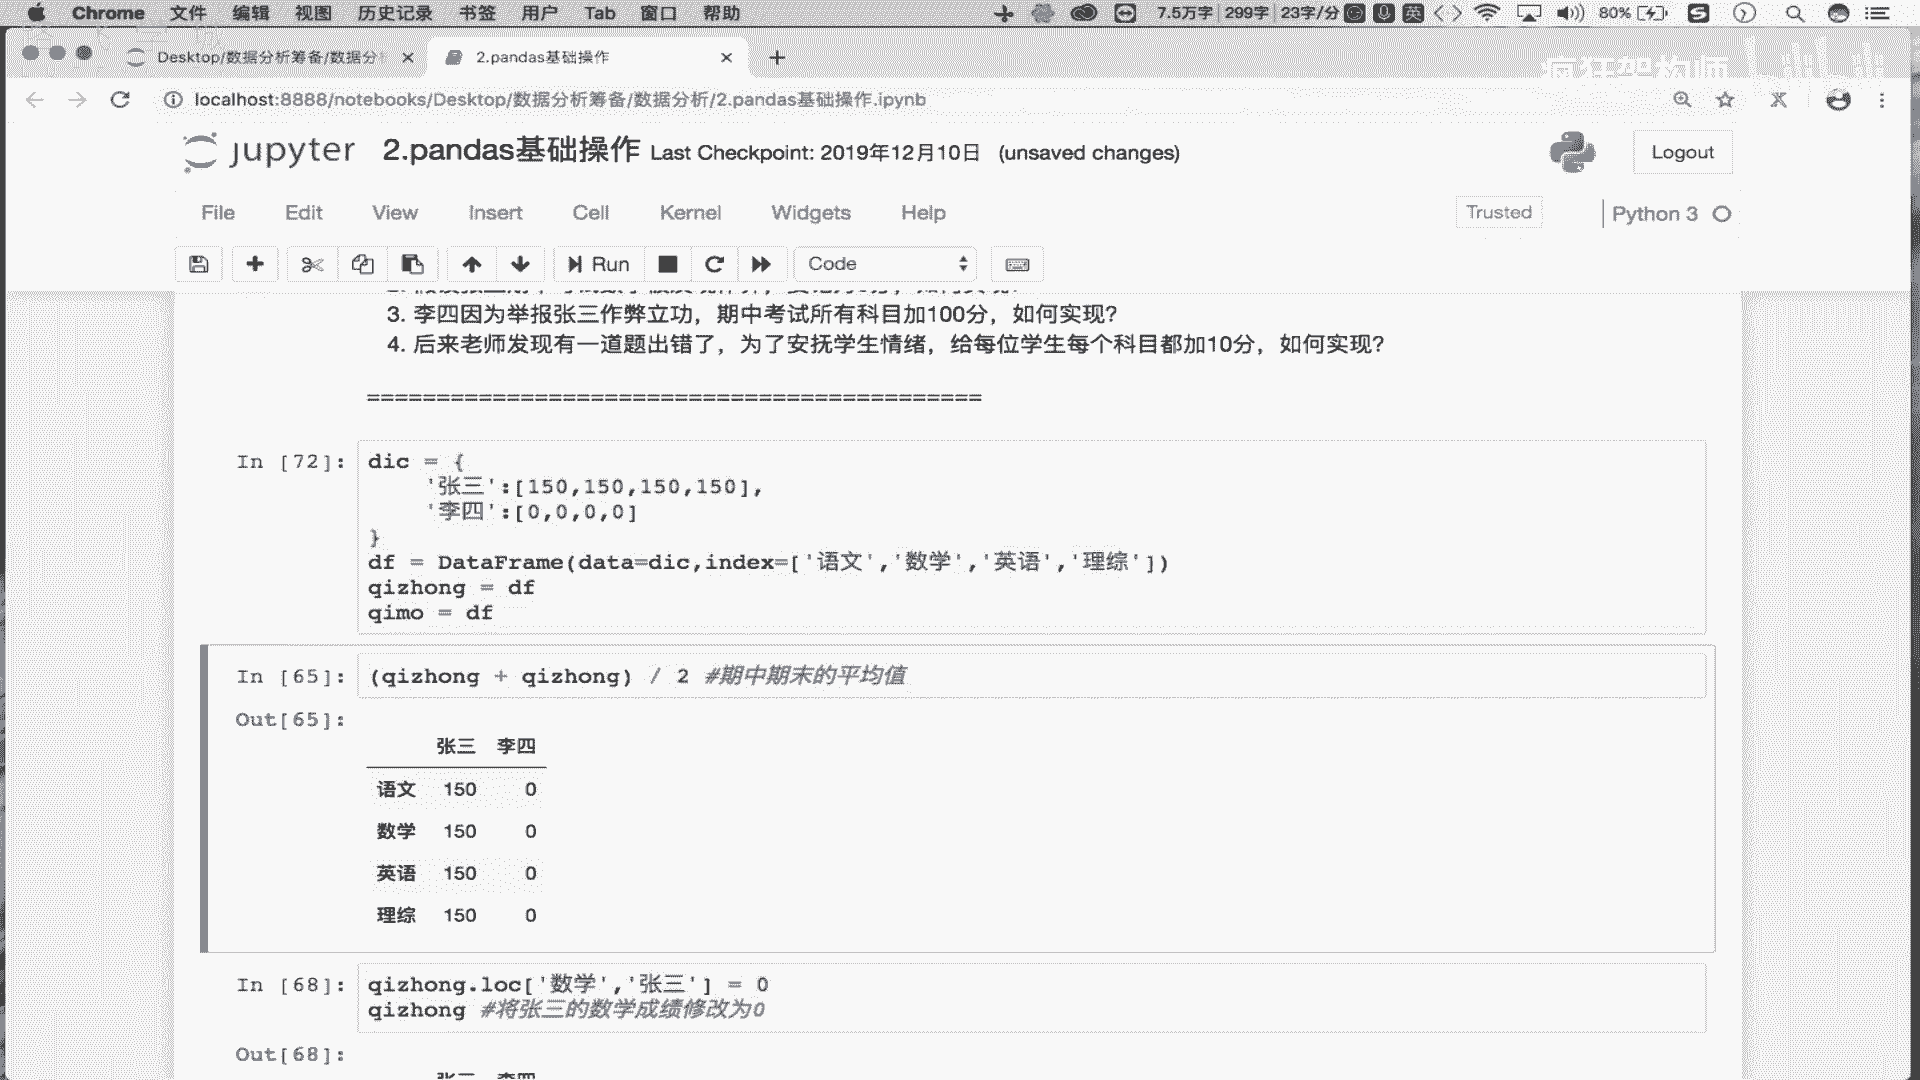 Chrome 文件 编辑 视图 历史记录 书签 用户 Tab 窗口 帮助 7.5万字 299字 23字/分 英 80%
Desktop/数据分析筹备/数据分 2.pandas基础操作
疯狂架构师
localhost:8888/notebooks/Desktop/数据分析筹备/数据分析/2.pandas基础操作.ipynb
jupyter 2.pandas基础操作 Last Checkpoint: 2019年12月10日 (unsaved changes) Logout
File Edit View Insert Cell Kernel Widgets Help Trusted Python 3
Run Code
3. 李四因为举报张三作弊立功，期中考试所有科目加100分，如何实现?
4. 后来老师发现有一道题出错了，为了安抚学生情绪，给每位学生每个科目都加10分，如何实现?
============================================
In [72]: dic = {
'张三':[150,150,150,150],
'李四':[0,0,0,0]
}
df = DataFrame(data=dic,index=['语文','数学','英语','理综'])
qizhong = df
qimo = df
In [65]: (qizhong + qizhong) / 2 #期中期末的平均值
Out[65]:
张三 李四
语文 150 0
数学 150 0
英语 150 0
理综 150 0
In [68]: qizhong.loc['数学','张三'] = 0
qizhong #将张三的数学成绩修改为0
Out[68]: